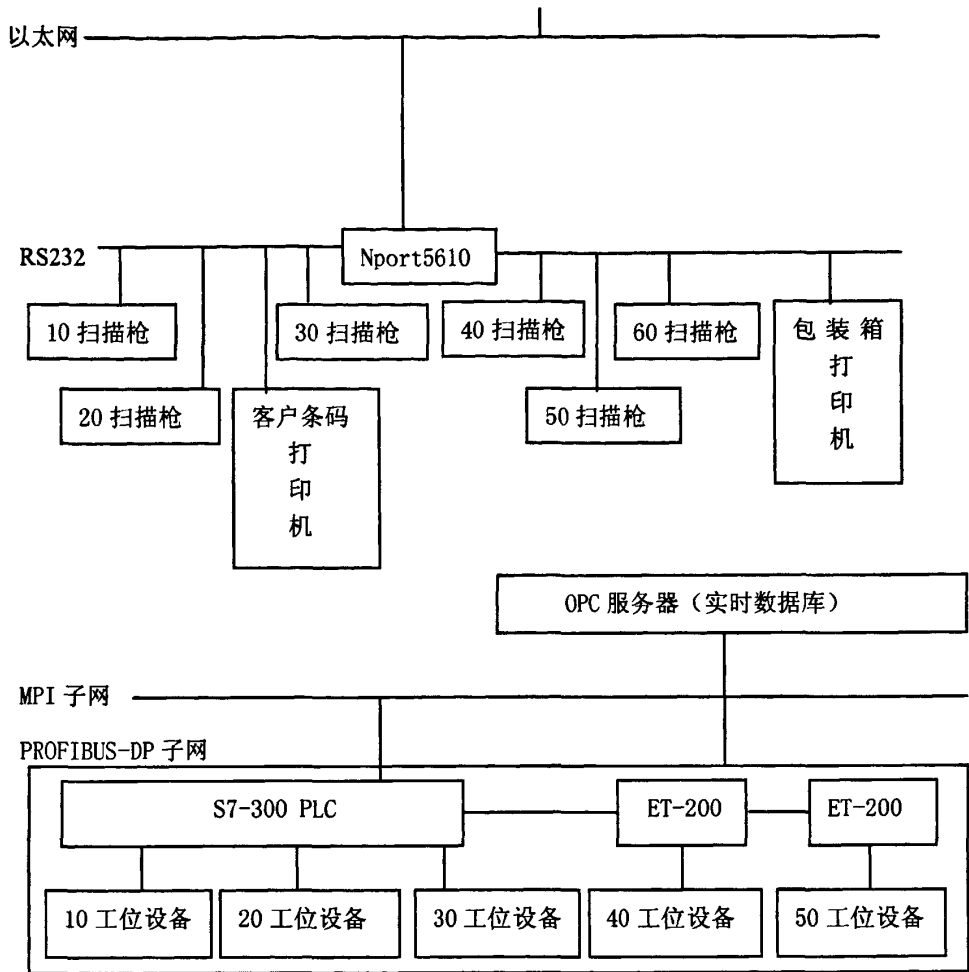 以太网
RS232
Nport5610
10 扫描枪
30 扫描枪
40 扫描枪
60 扫描枪
包 装 箱
打
印
机
20 扫描枪
客户条码
打
印
机
50 扫描枪
OPC 服务器（实时数据库）
MPI 子网
PROFIBUS-DP 子网
S7-300 PLC
ET-200
ET-200
10 工位设备
20 工位设备
30 工位设备
40 工位设备
50 工位设备